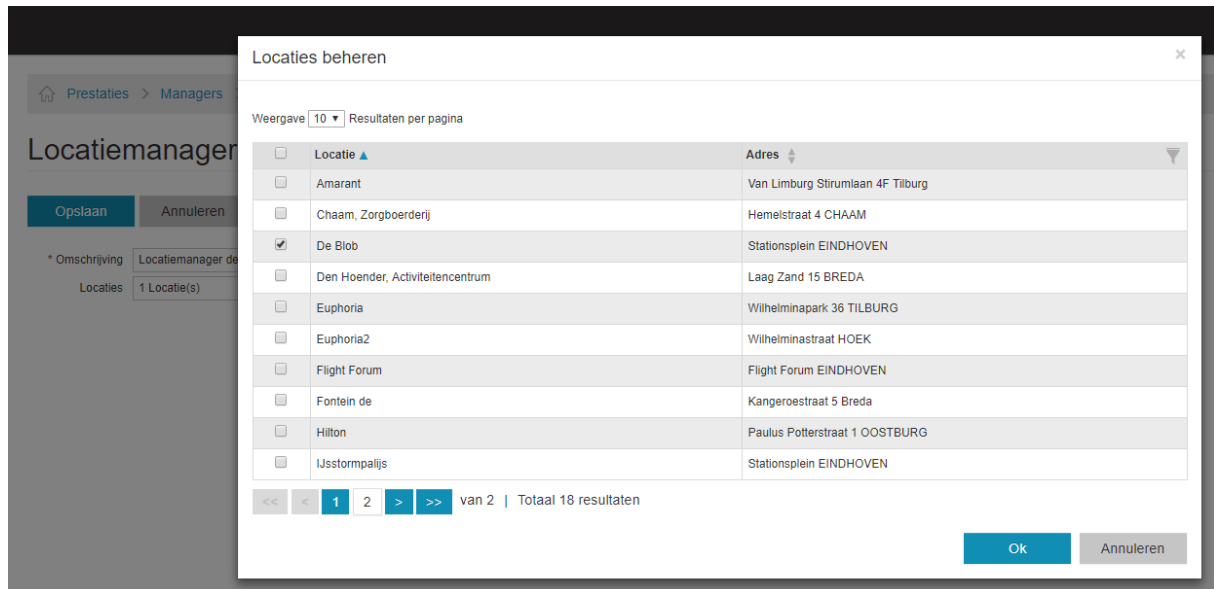 Locaties beheren ×
Prestaties > Managers >
Weergave 10 ▼ Resultaten per pagina
Locatiemanager
Locatie ▲ Adres
Amarant Van Limburg Stirumlaan 4F Tilburg
Opslaan Annuleren
Chaam, Zorgboerderij Hemelstraat 4 CHAAM
De Blob Stationsplein EINDHOVEN
* Omschrijving Locatiemanager de
Den Hoender, Activiteitencentrum Laag Zand 15 BREDA
Locaties 1 Locatie(s)
Euphoria Wilhelminapark 36 TILBURG
Euphoria2 Wilhelminastraat HOEK
Flight Forum Flight Forum EINDHOVEN
Fontein de Kangeroestraat 5 Breda
Hilton Paulus Potterstraat 1 OOSTBURG
IJsstormpalijs Stationsplein EINDHOVEN
<< < 1 2 > >> van 2 | Totaal 18 resultaten
Ok Annuleren